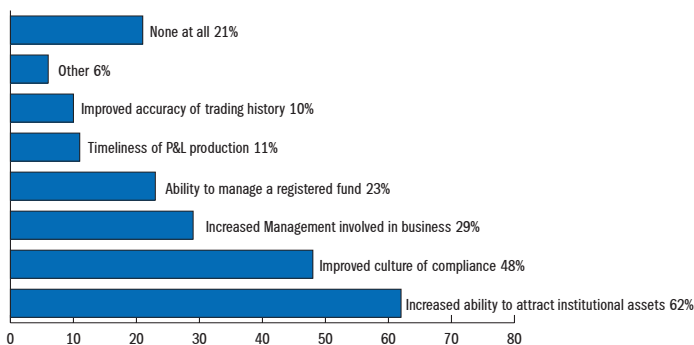 None at all 21%
Other 6%
Improved accuracy of trading history 10%
Timeliness of P&L production 11%
Ability to manage a registered fund 23%
Increased Management involved in business 29%
Improved culture of compliance 48%
Increased ability to attract institutional assets 62%
0 10 20 30 40 50 60 70 80